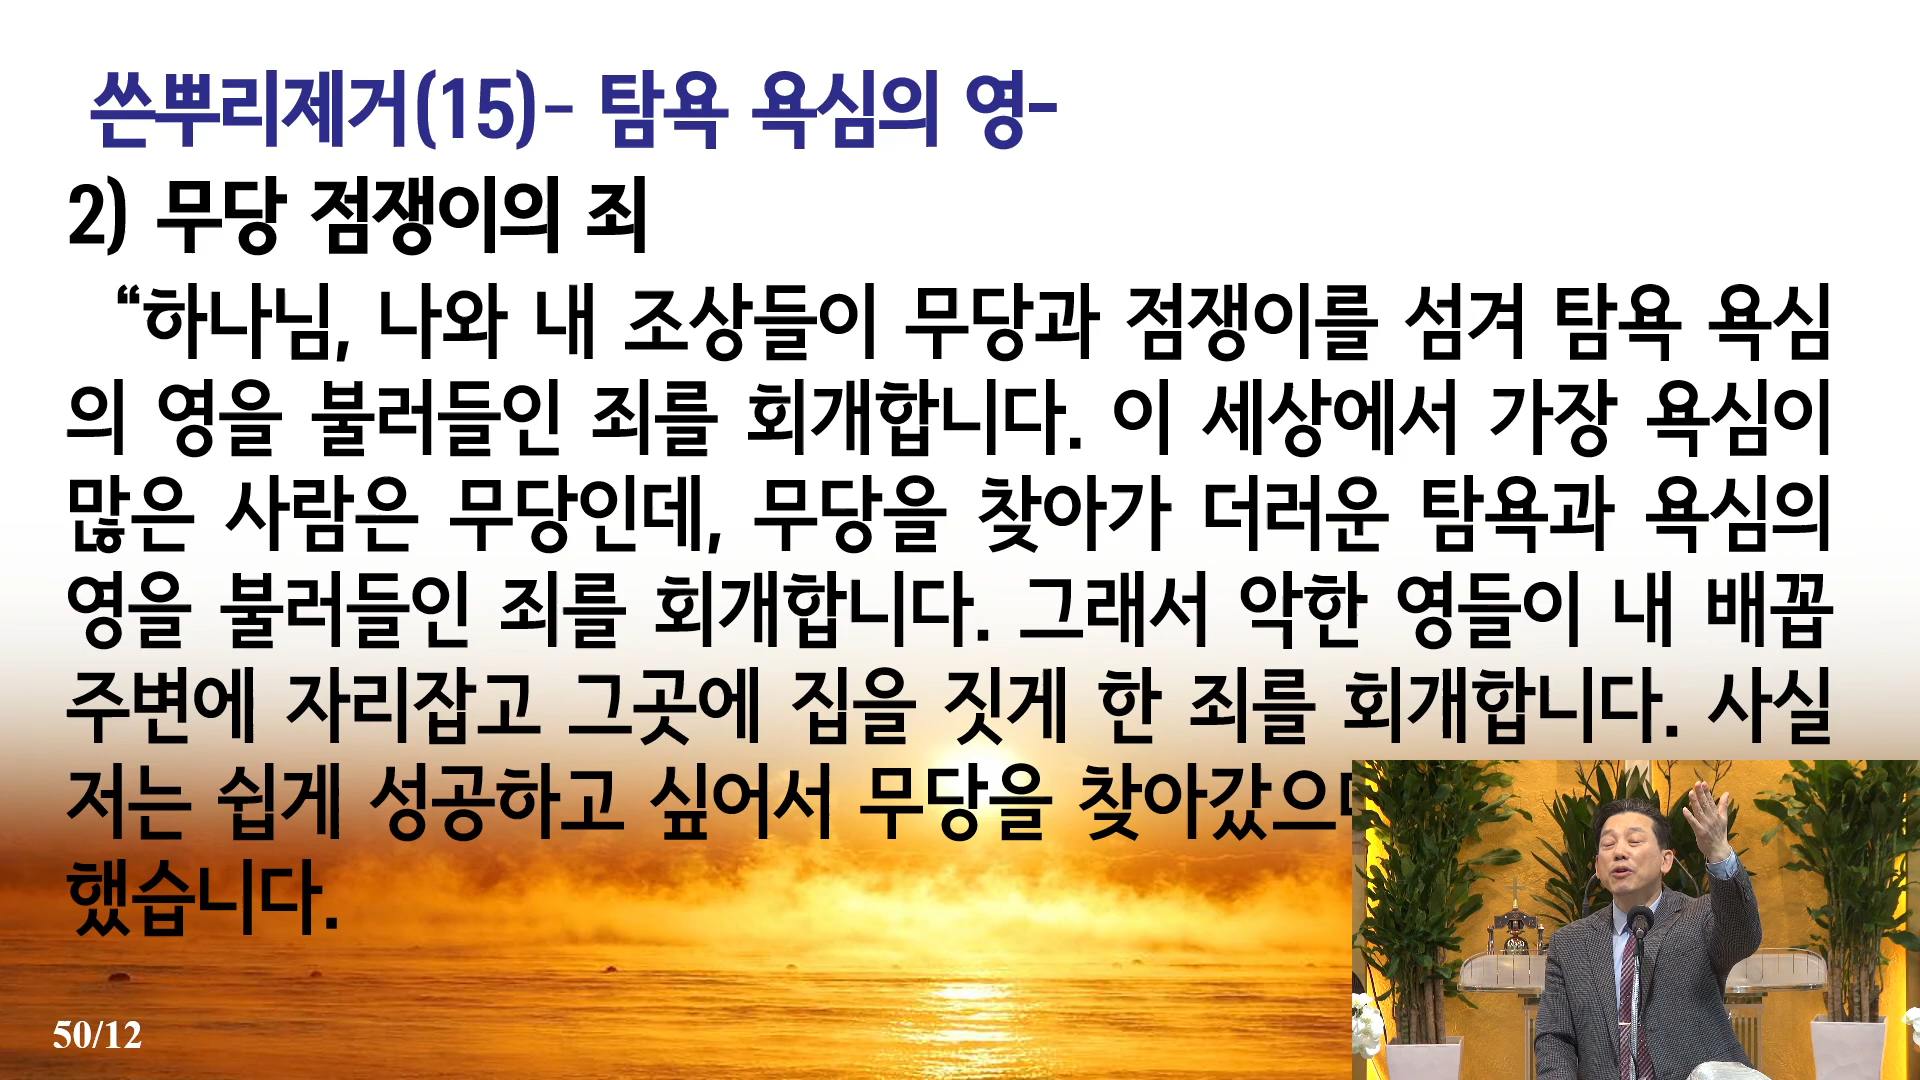 쓴뿌리제거(15)- 탐욕 욕심의 영-
2) 무당 점쟁이의 죄
“하나님, 나와 내 조상들이 무당과 점쟁이를 섬겨 탐욕 욕심
의 영을 불러들인 죄를 회개합니다. 이 세상에서 가장 욕심이
많은 사람은 무당인데, 무당을 찾아가 더러운 탐욕과 욕심의
영을 불러들인 죄를 회개합니다. 그래서 악한 영들이 내 배꼽
주변에 자리잡고 그곳에 집을 짓게 한 죄를 회개합니다. 사실
저는 쉽게 성공하고 싶어서 무당을 찾아갔으
했습니다.
50/12